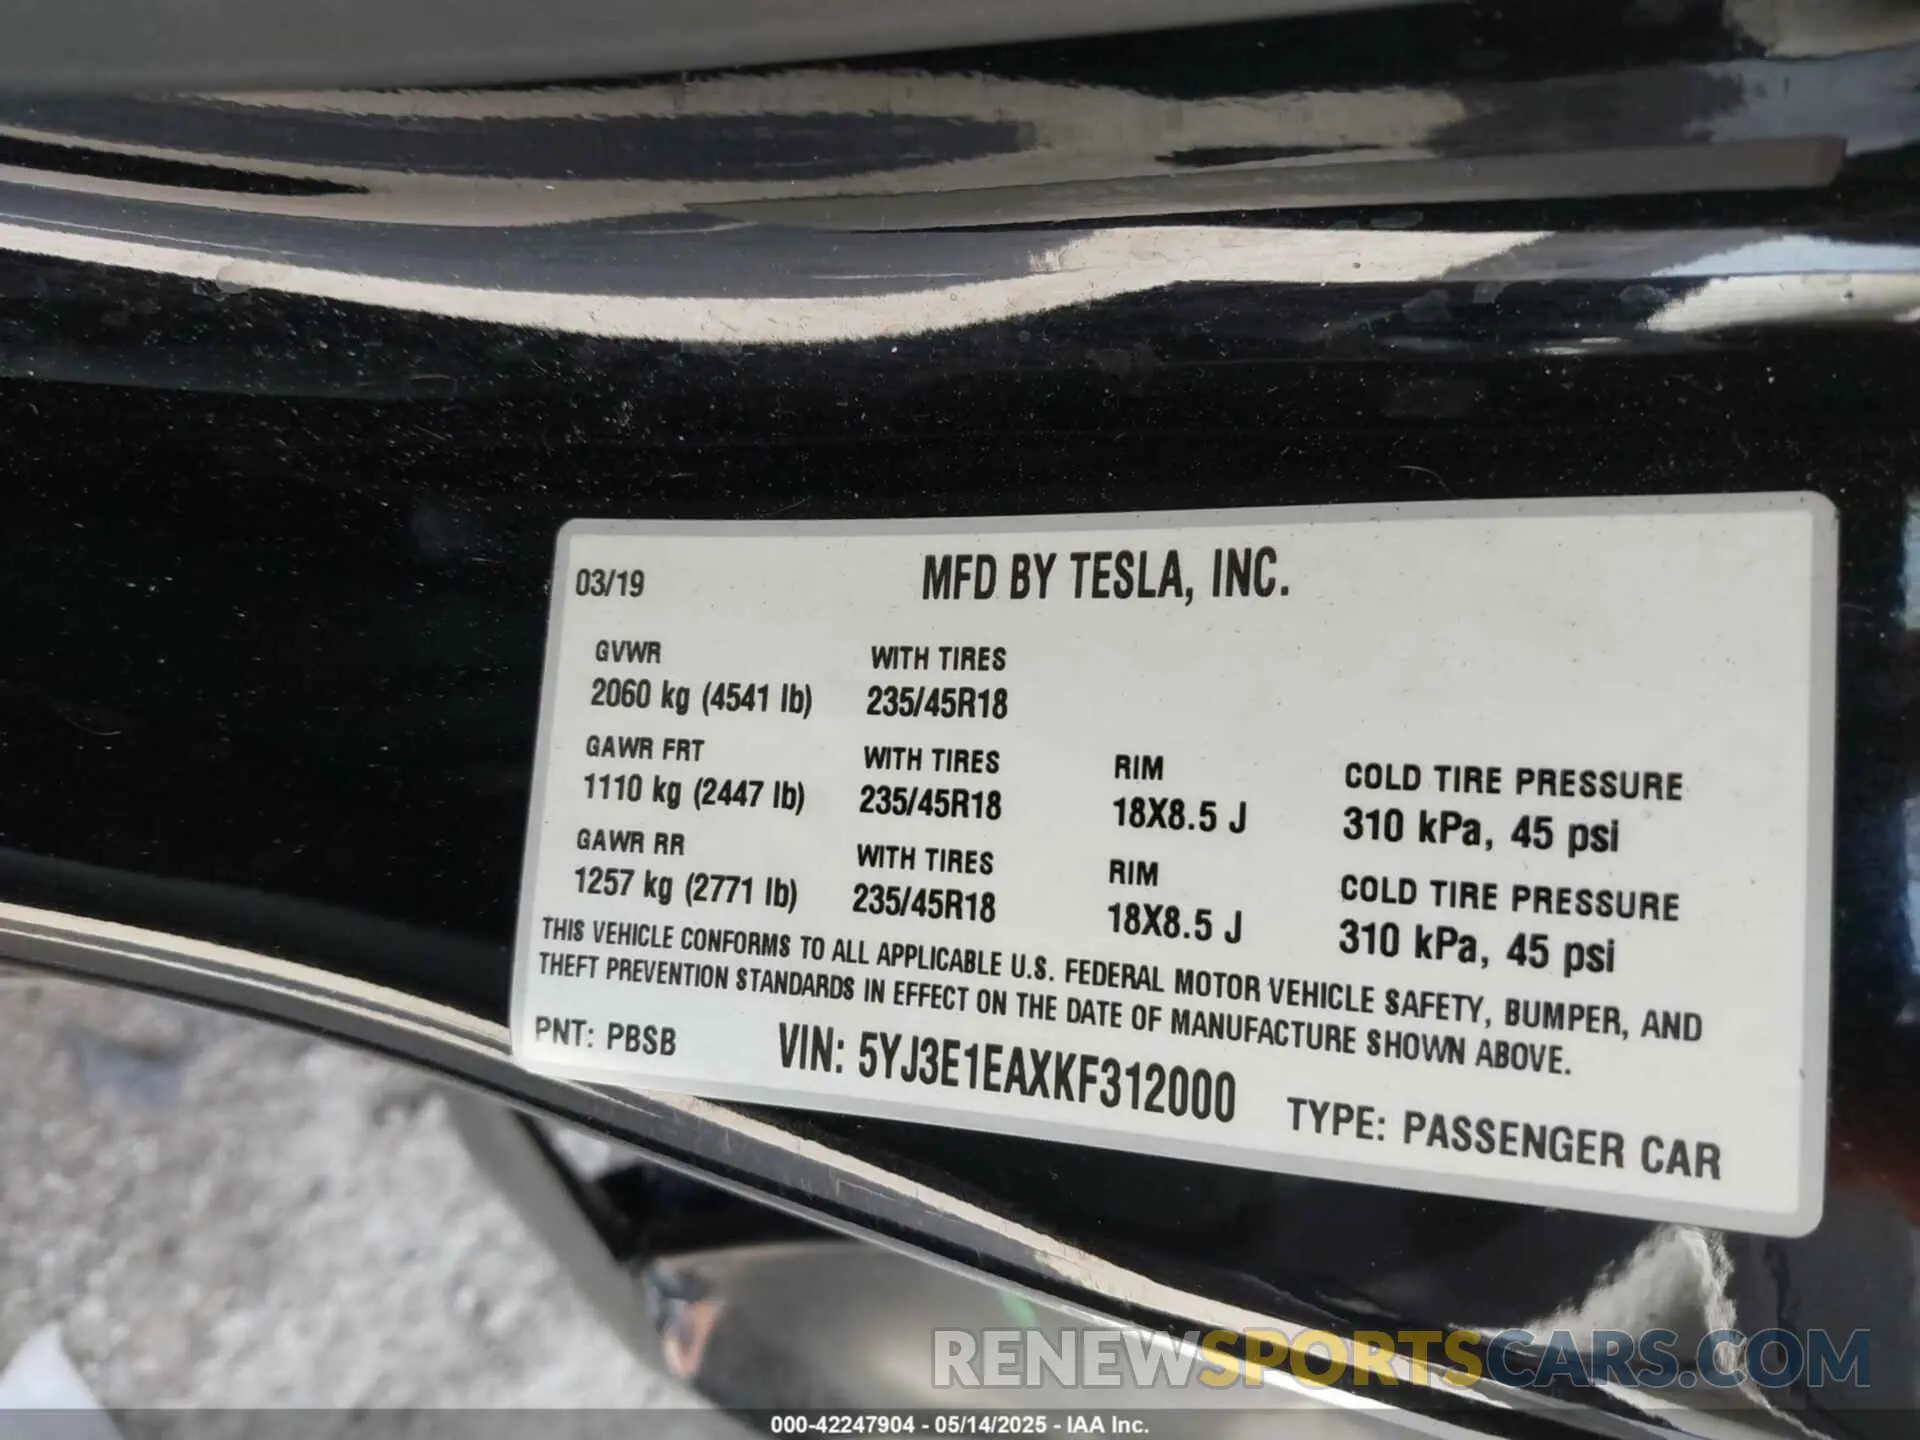 03/19 MFD BY TESLA, INC.
GVWR WITH TIRES
2060 kg (4541 lb) 235/45R18
GAWR FRT WITH TIRES RIM COLD TIRE PRESSURE
1110 kg (2447 lb) 235/45R18 18X8.5 J 310 kPa, 45 psi
GAWR RR WITH TIRES RIM COLD TIRE PRESSURE
1257 kg (2771 lb) 235/45R18 18X8.5 J 310 kPa, 45 psi
THIS VEHICLE CONFORMS TO ALL APPLICABLE U.S. FEDERAL MOTOR VEHICLE SAFETY, BUMPER, AND
THEFT PREVENTION STANDARDS IN EFFECT ON THE DATE OF MANUFACTURE SHOWN ABOVE.
PNT: PBSB VIN: 5YJ3E1EAXKF312000 TYPE: PASSENGER CAR
RENEWSPORTSCARS.COM
000-42247904 - 05/14/2025 - IAA Inc.